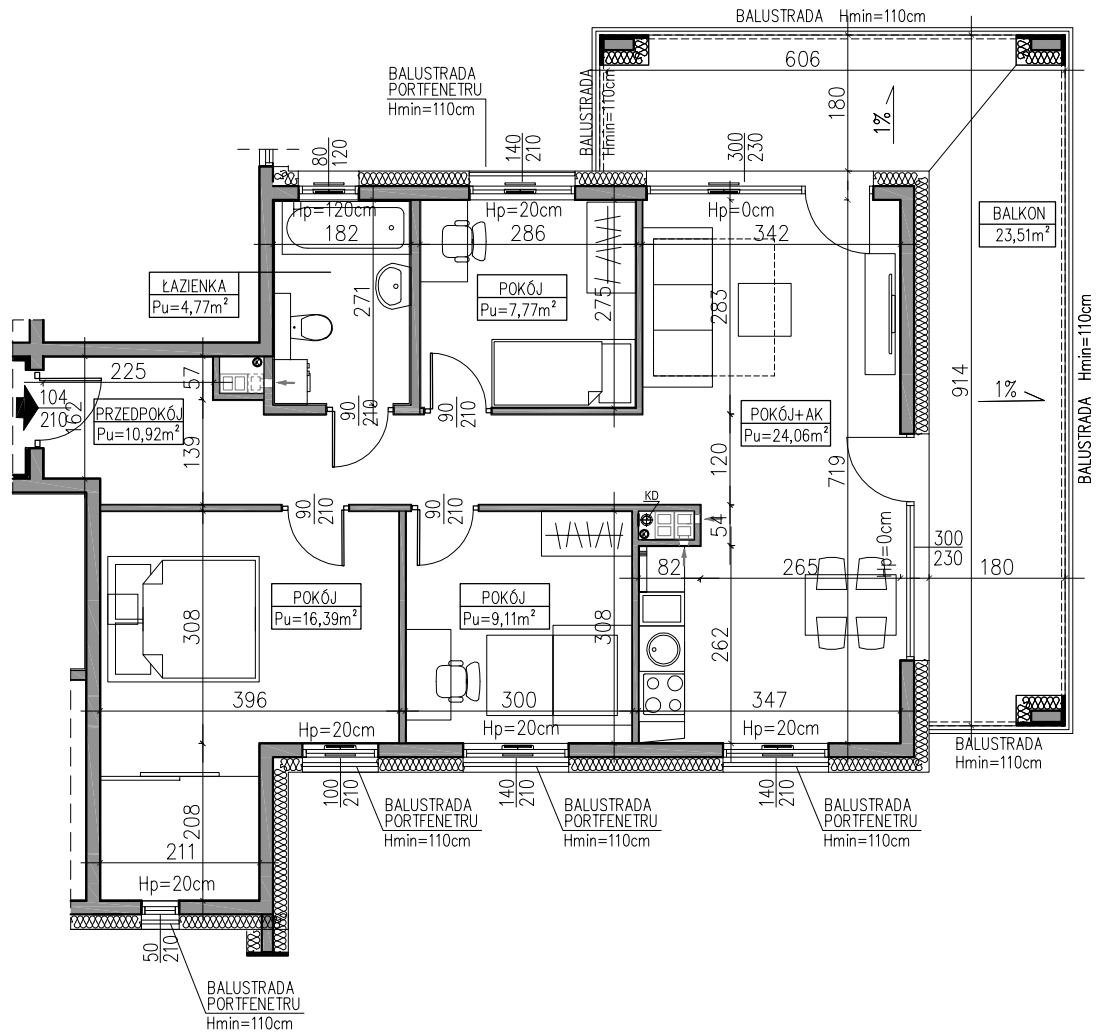 BALUSTRADA Hmin=110cm
606
BALUSTRADA
PORTFENETRU
Hmin=110cm
BALUSTRADA
Hmin=110cm
180
1%
80
120
140
210
300
230
Hp=120cm
Hp=20cm
Hp=0cm
182
286
342
BALKON
23,51m²
ŁAZIENKA
Pu=4,77m²
271
POKÓJ
Pu=7,77m²
275
283
BALUSTRADA Hmin=110cm
914
1%
225
57
104
210
162
PRZEDPOKÓJ
Pu=10,92m²
139
90
210
90
210
POKÓJ+AK
Pu=24,06m²
120
719
90
210
90
210
KD
54
Hp=0cm
300
230
82
265
180
POKÓJ
Pu=16,39m²
POKÓJ
Pu=9,11m²
308
308
262
396
300
347
Hp=20cm
Hp=20cm
Hp=20cm
BALUSTRADA
Hmin=110cm
100
210
140
210
140
210
BALUSTRADA
PORTFENETRU
Hmin=110cm
BALUSTRADA
PORTFENETRU
Hmin=110cm
BALUSTRADA
PORTFENETRU
Hmin=110cm
208
211
Hp=20cm
50
210
BALUSTRADA
PORTFENETRU
Hmin=110cm